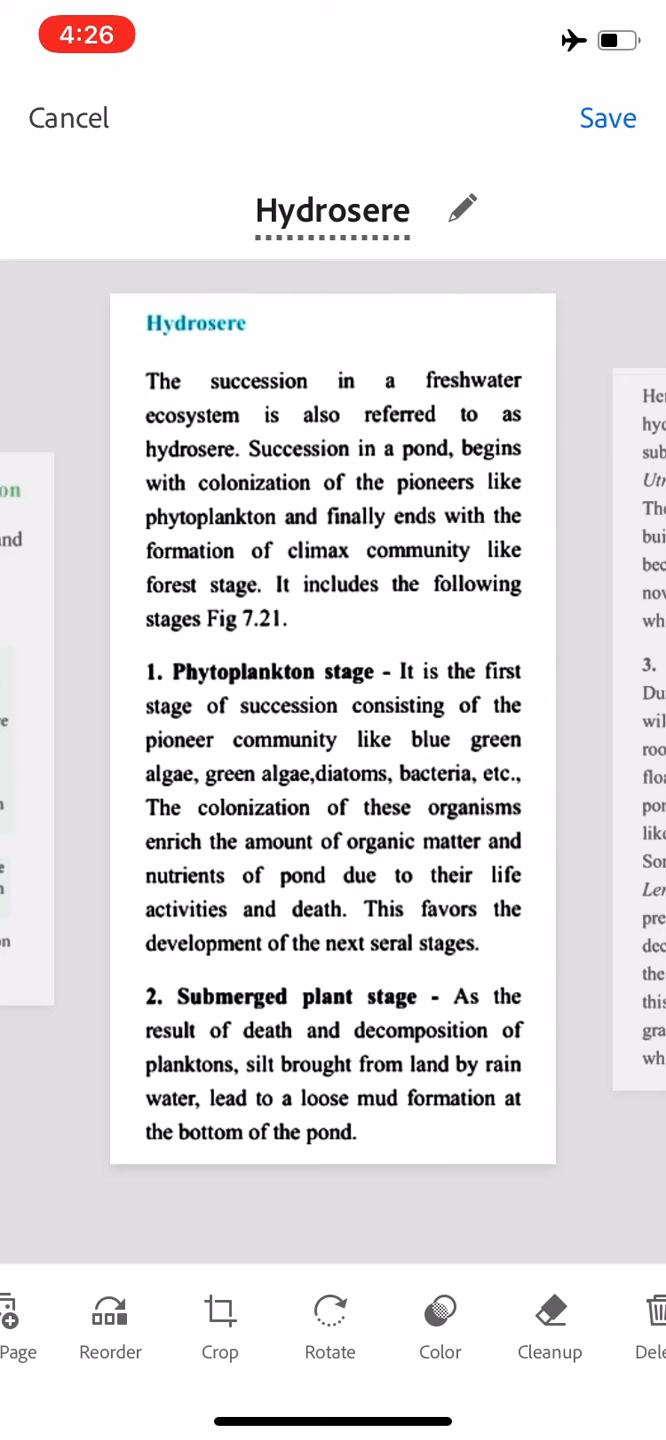 4:26
Cancel
Save
Hydrosere
Hydrosere
The succession in a freshwater
ecosystem is also referred to as
hydrosere. Succession in a pond, begins
with colonization of the pioneers like
phytoplankton and finally ends with the
formation of climax community like
forest stage. It includes the following
stages Fig 7.21.
1. Phytoplankton stage - It is the first
stage of succession consisting of the
pioneer community like blue green
algae, green algae,diatoms, bacteria, etc.,
The colonization of these organisms
enrich the amount of organic matter and
nutrients of pond due to their life
activities and death. This favors the
development of the next seral stages.
2. Submerged plant stage - As the
result of death and decomposition of
planktons, silt brought from land by rain
water, lead to a loose mud formation at
the bottom of the pond.
on
and
3.
the
Page
Reorder
Crop
Rotate
Color
Cleanup